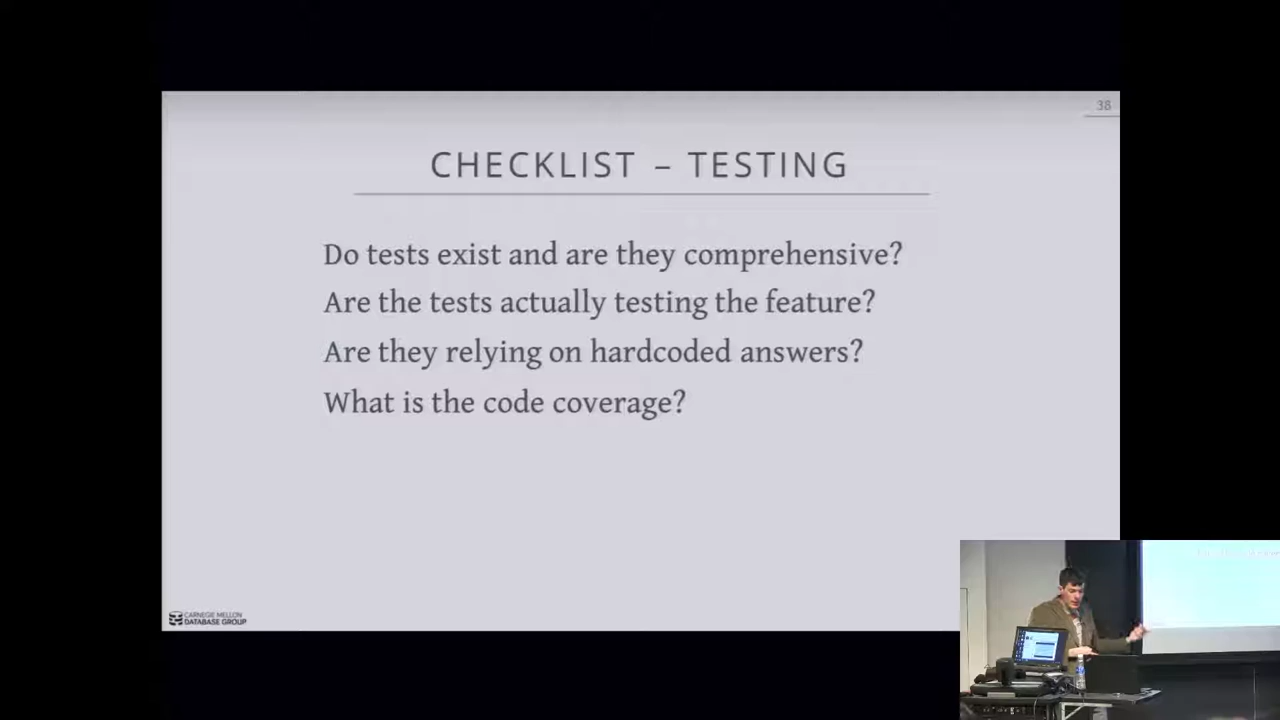 38
CHECKLIST – TESTING
Do tests exist and are they comprehensive?
Are the tests actually testing the feature?
Are they relying on hardcoded answers?
What is the code coverage?
CARNEGIE MELLON
DATABASE GROUP